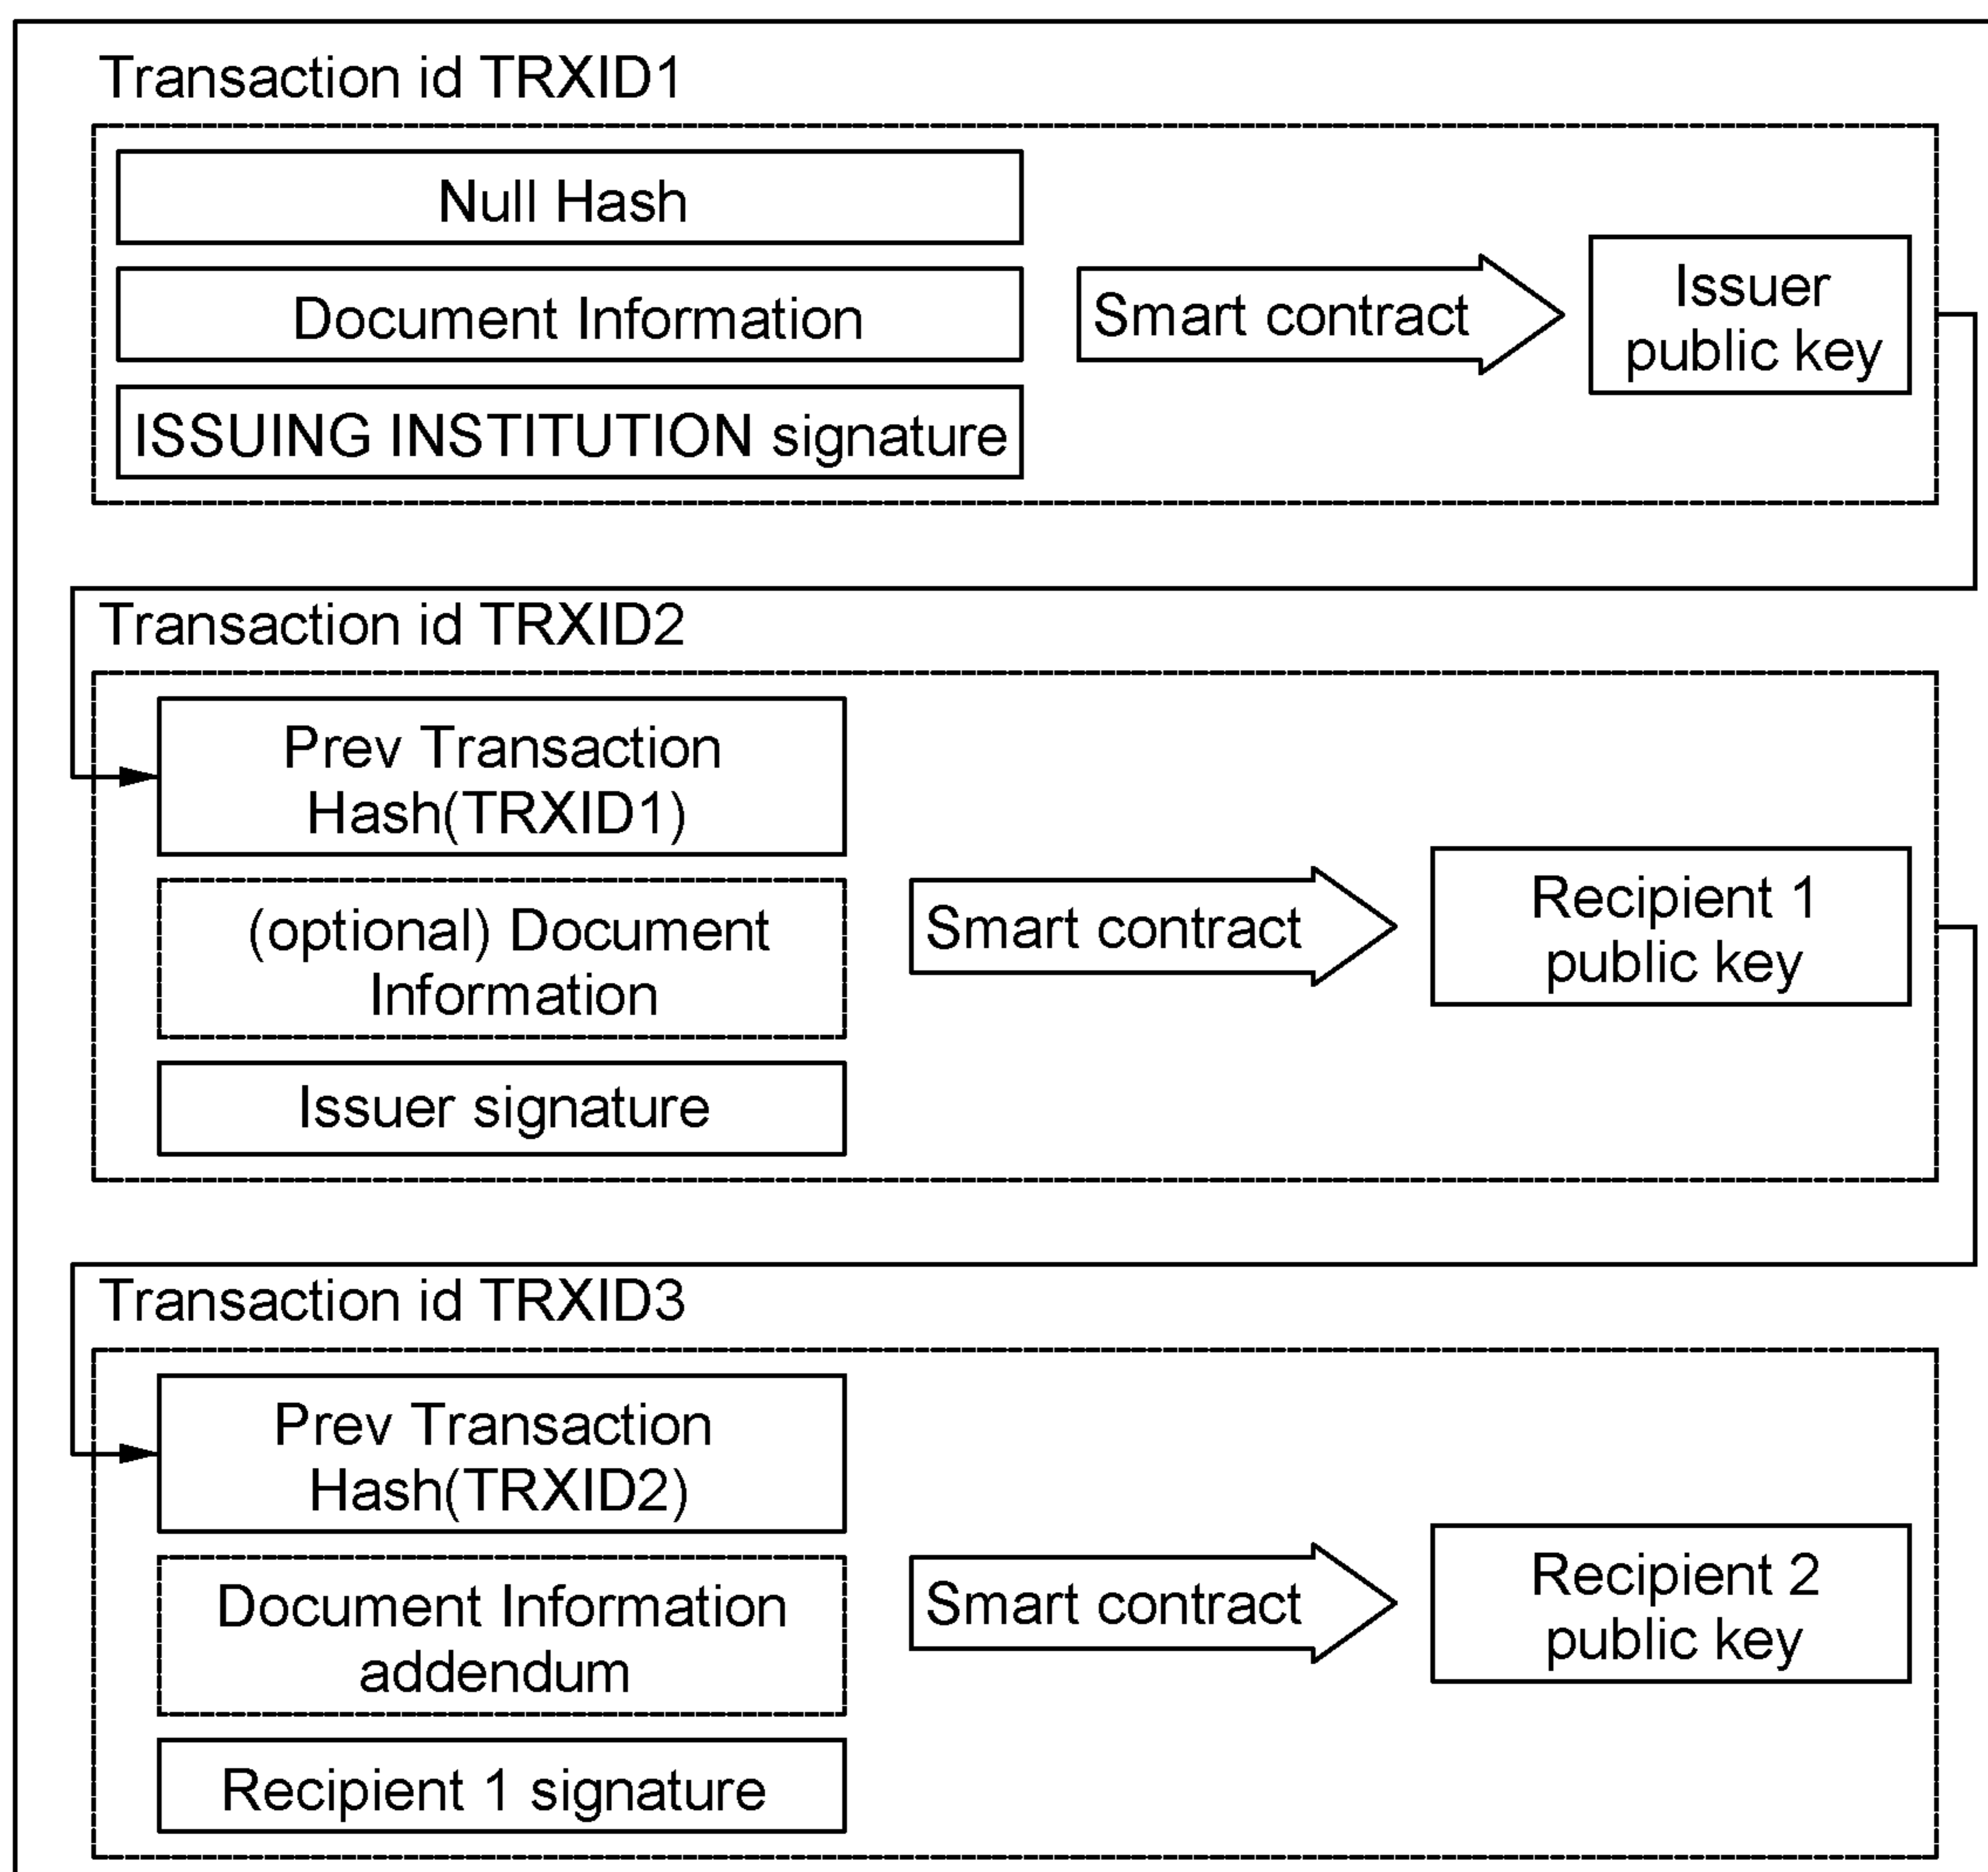 Transaction id TRXID1
Null Hash
Document Information
ISSUING INSTITUTION signature
Smart contract
Issuer
public key
Transaction id TRXID2
Prev Transaction
Hash(TRXID1)
(optional) Document
Information
Issuer signature
Smart contract
Recipient 1
public key
Transaction id TRXID3
Prev Transaction
Hash(TRXID2)
Document Information
addendum
Recipient 1 signature
Smart contract
Recipient 2
public key